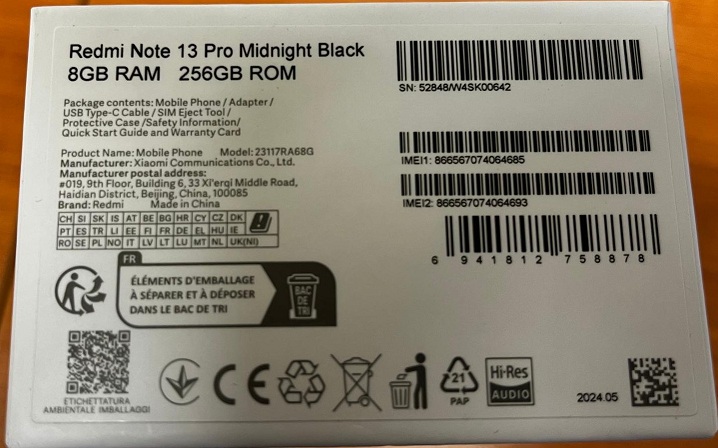 Redmi Note 13 Pro Midnight Black
8GB RAM 256GB ROM
Package contents: Mobile Phone / Adapter /
USB Type-C Cable / SIM Eject Tool /
Protective Case /Safety Information/
Quick Start Guide and Warranty Card
Product Name: Mobile Phone Model: 23117RA68G
Manufacturer: Xiaomi Communications Co., Ltd.
Manufacturer postal address:
#019, 9th Floor, Building 6, 33 Xi'erqi Middle Road,
Haidian District, Beijing, China, 100085
Brand: Redmi Made in China
CH SI SK IS AT BE BG HR CY CZ DK
PT ES TR LI EE FI FR DE EL HU IE
RO SE PL NO IT LV LT LU MT NL UK(NI)
SN: 52848/W4SK00642
IMEI1: 866567074064685
IMEI2: 866567074064693
6 941812 758878
FR
ÉLÉMENTS D'EMBALLAGE
À SÉPARER ET À DÉPOSER
DANS LE BAC DE TRI
BAC
DE
TRI
ETICHETTATURA
AMBIENTALE IMBALLAGGI
CE
21
PAP
Hi-Res
AUDIO
2024.05